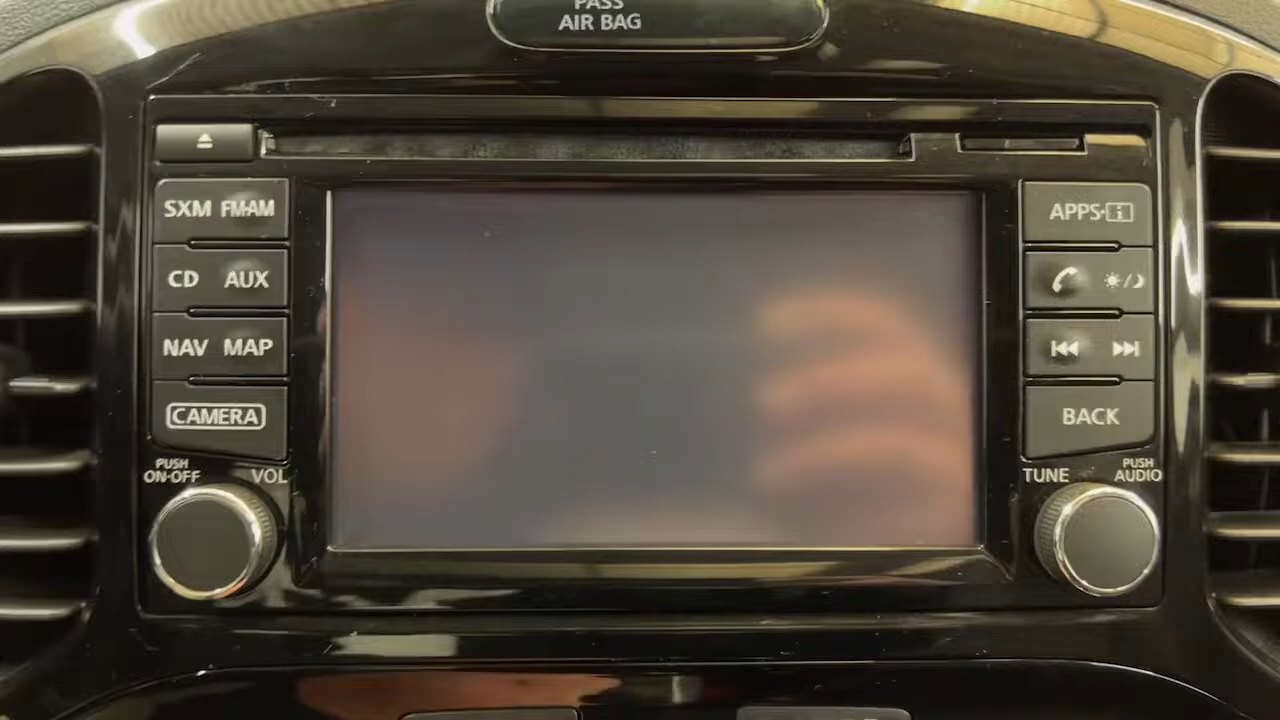 PASS
AIR BAG
SXM FM·AM
APPS·i
CD AUX
NAV MAP
CAMERA
BACK
PUSH
ON·OFF
VOL
TUNE
PUSH
AUDIO